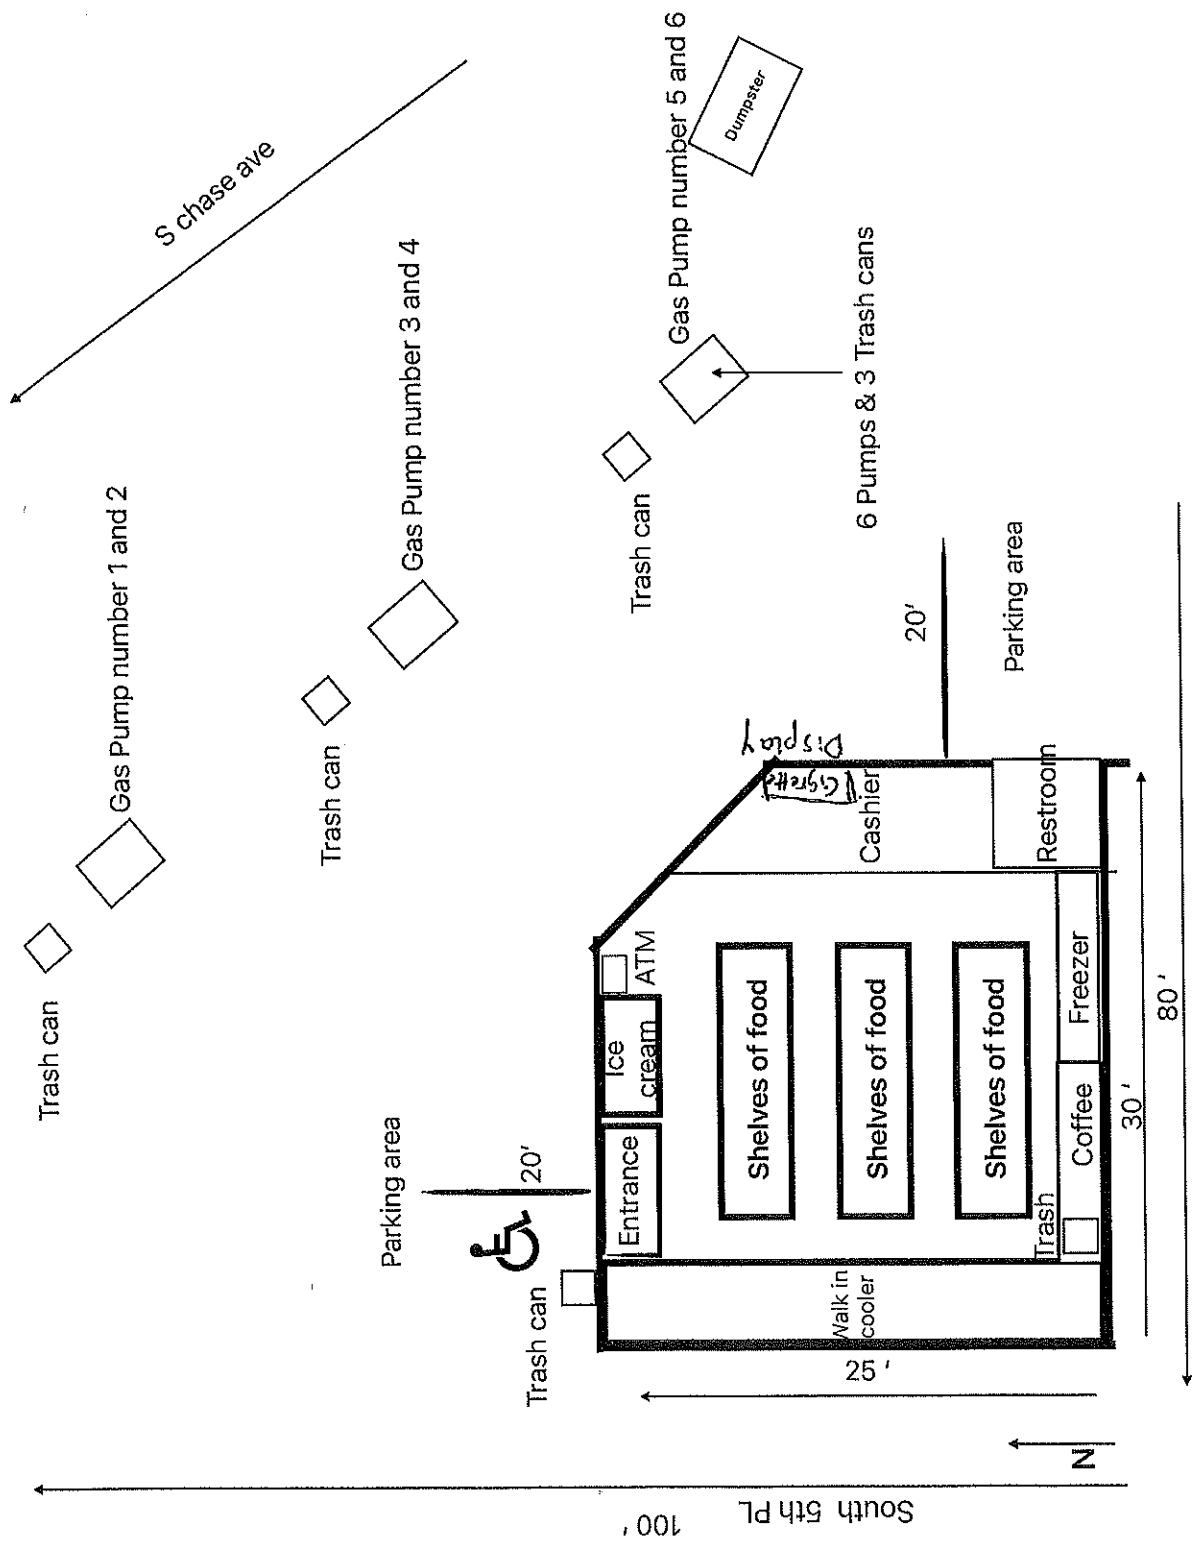 Trash can
Gas Pump number 1 and 2
S chase ave
Trash can
Gas Pump number 3 and 4
Parking area
Trash can
20'
Entrance
Ice
cream
ATM
Trash can
Gas Pump number 5 and 6
Dumpster
Shelves of food
Display
Cigrette
Walk in
cooler
Shelves of food
Cashier
6 Pumps & 3 Trash cans
25 '
20'
Shelves of food
Parking area
Trash
Restroom
Coffee
Freezer
30 '
80 '
N
South 5th PL
100 '